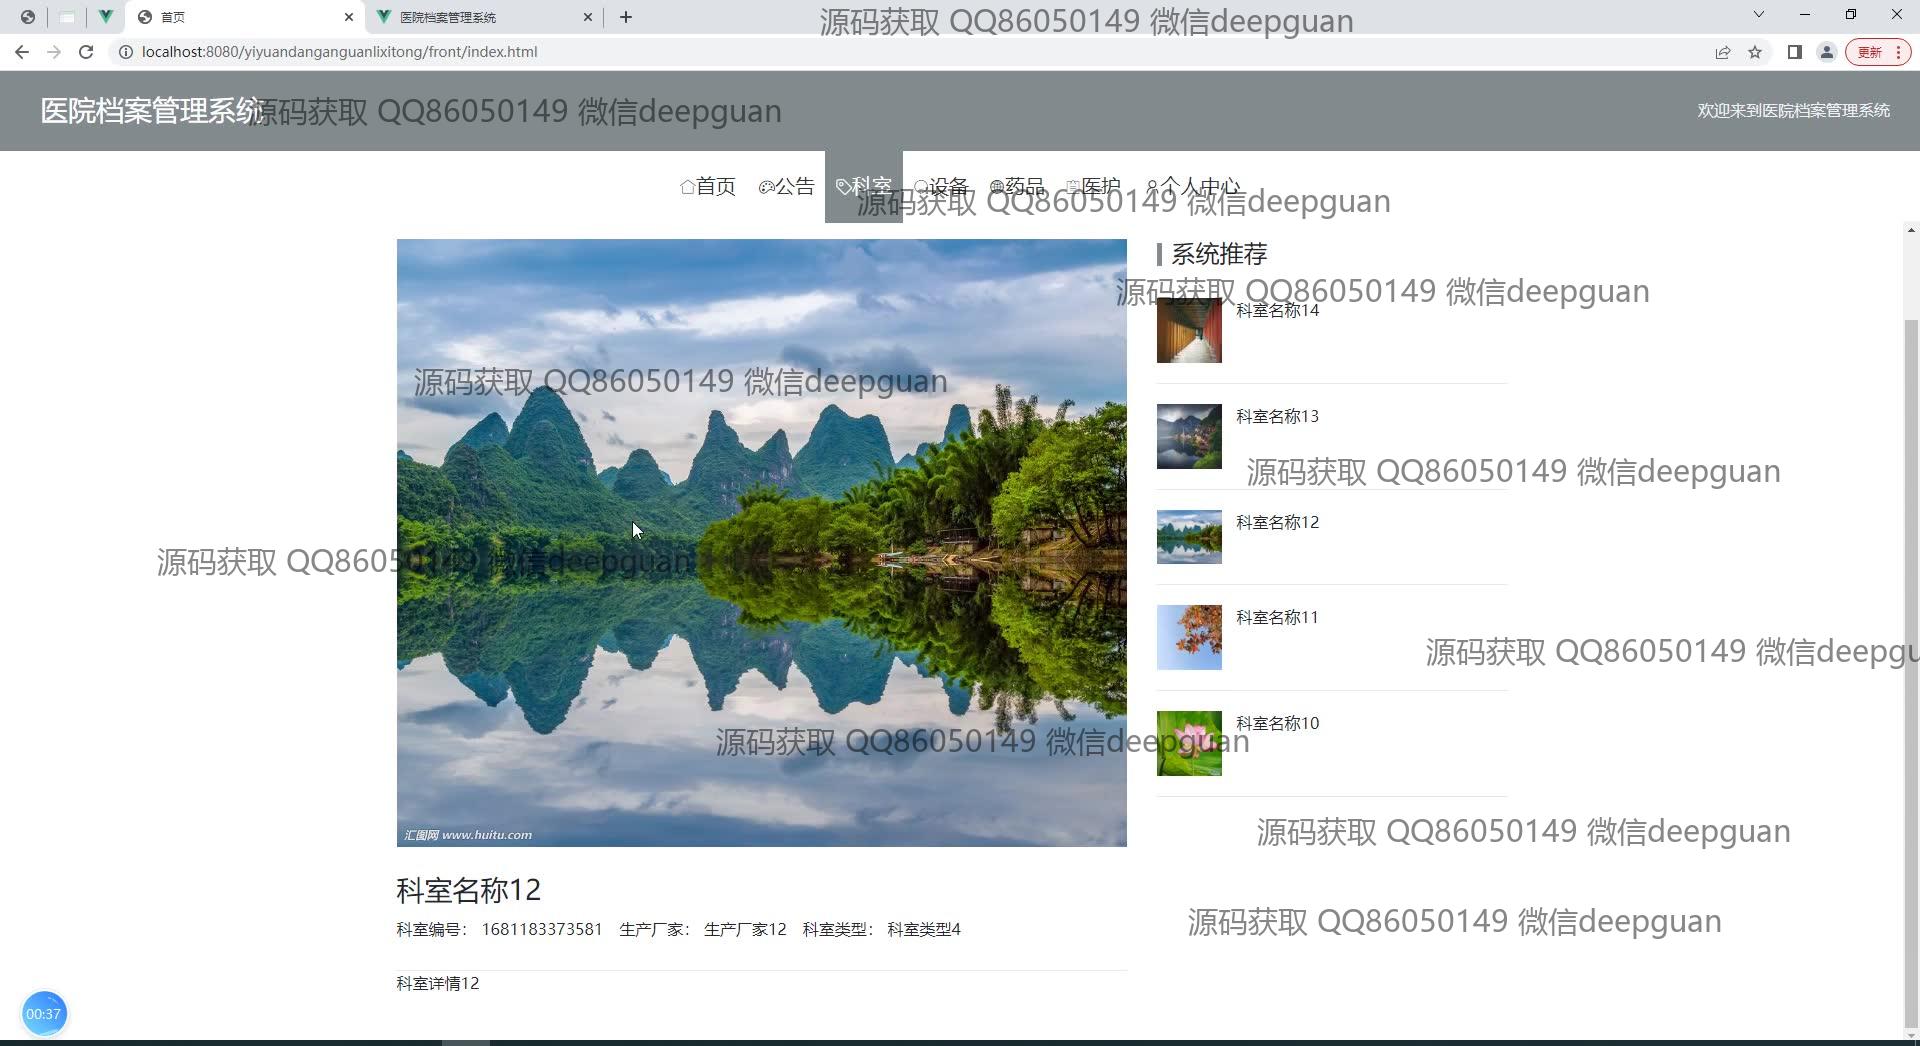 首页
医院档案管理系统
源码获取 QQ86050149 微信deepguan
localhost:8080/yiyuandanganguanlixitong/front/index.html
更新
医院档案管理系统
源码获取 QQ86050149 微信deepguan
欢迎来到医院档案管理系统
首页 公告 科室 设备 药品 医护 个人中心
源码获取 QQ86050149 微信deepguan
系统推荐
源码获取 QQ86050149 微信deepguan
科室名称14
源码获取 QQ86050149 微信deepguan
科室名称13
源码获取 QQ86050149 微信deepguan
科室名称12
源码获取 QQ86050149 微信deepguan
科室名称11
源码获取 QQ86050149 微信deepgu
科室名称10
源码获取 QQ86050149 微信deepguan
汇图网 www.huitu.com
源码获取 QQ86050149 微信deepguan
科室名称12
科室编号： 1681183373581 生产厂家： 生产厂家12 科室类型： 科室类型4
源码获取 QQ86050149 微信deepguan
科室详情12
00:37